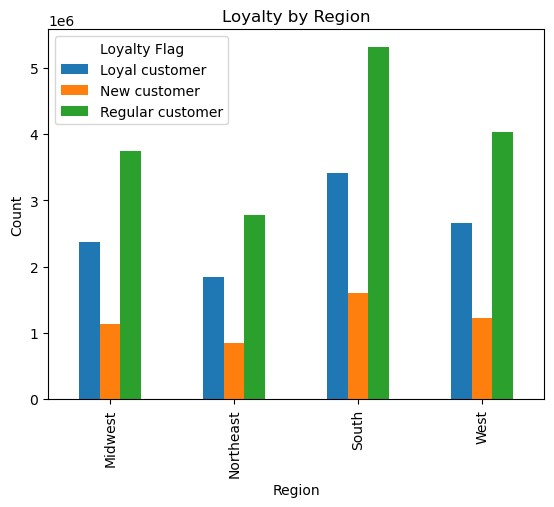 Loyalty by Region
1e6
Loyalty Flag
Loyal customer
New customer
Regular customer
5
4
3
2
1
0
Count
Midwest
Northeast
South
West
Region